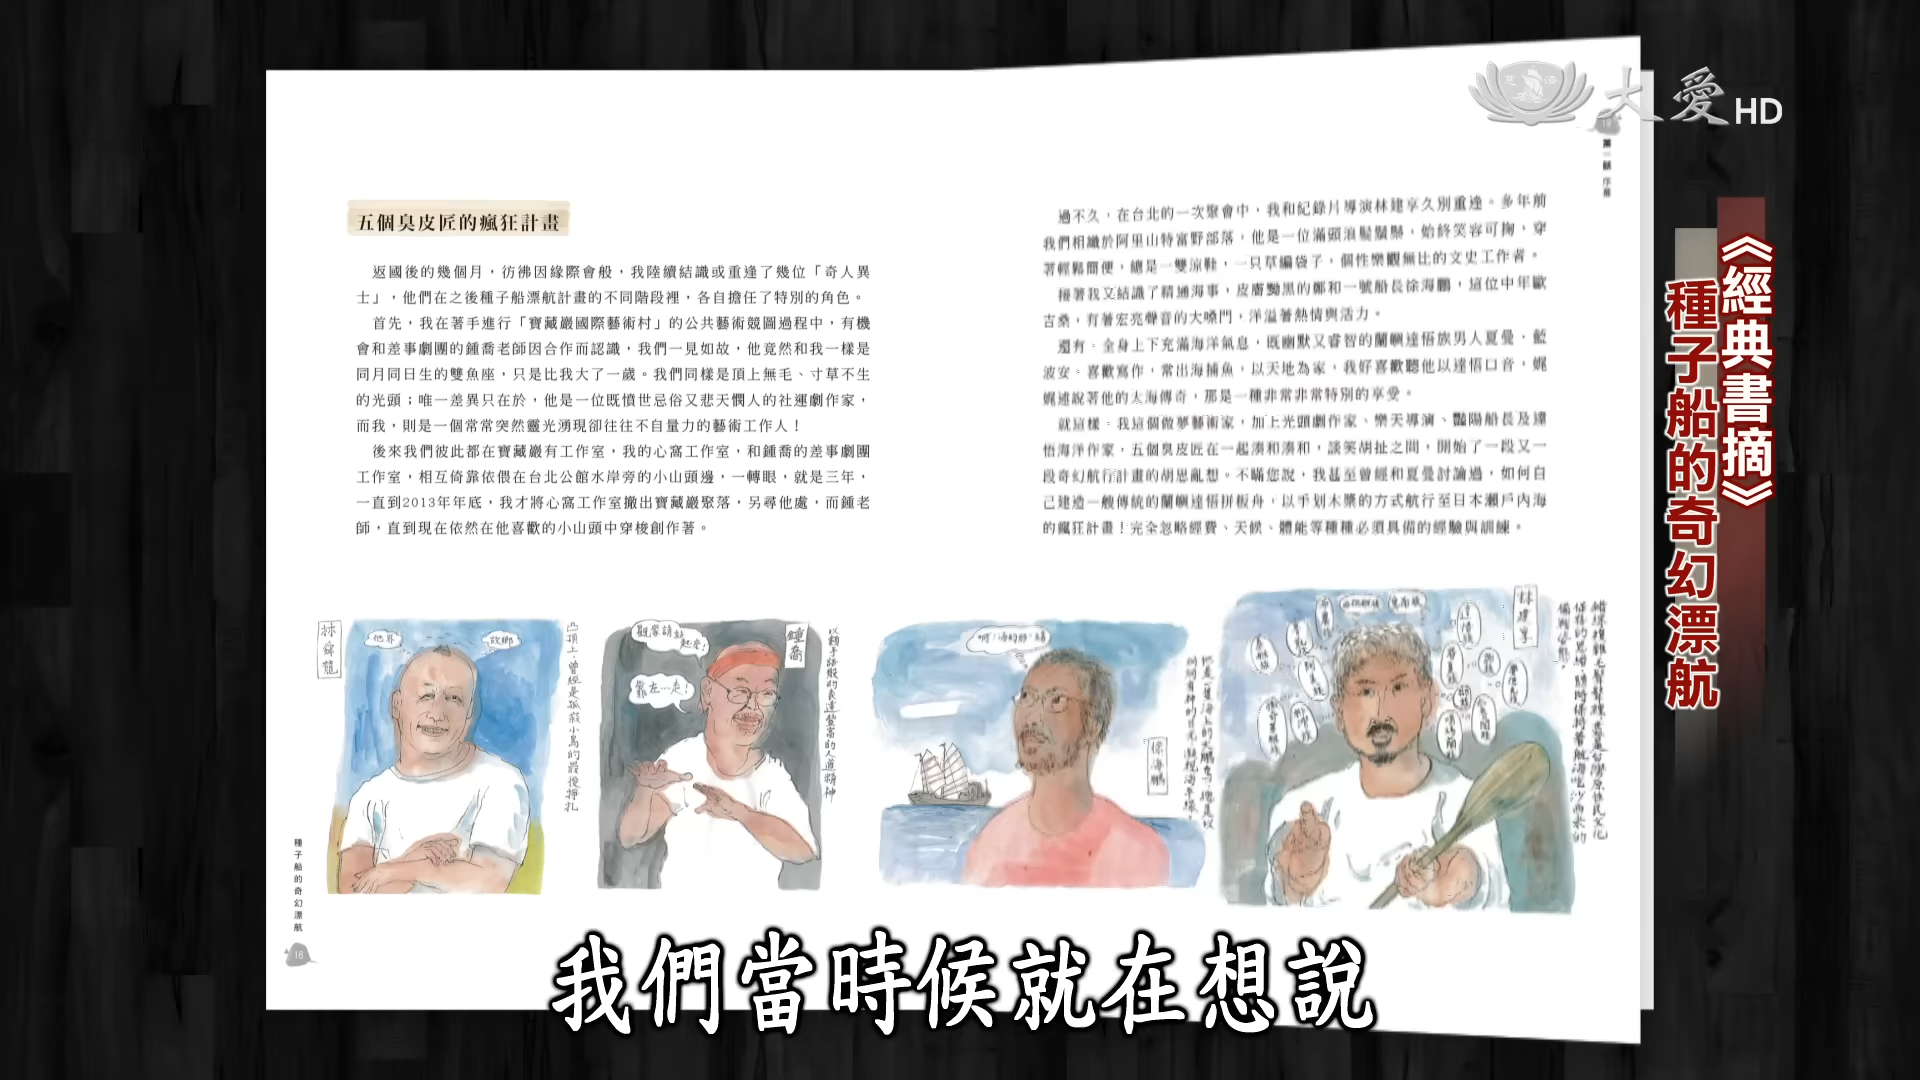 大愛HD
《經典書摘》
種子船的奇幻漂航
五個臭皮匠的瘋狂計畫
返國後的幾個月，彷彿因緣際會般，我陸續結識或重逢了幾位「奇人異
士」，他們在之後種子船漂航計畫的不同階段裡，各自擔任了特別的角色。
首先，我在著手進行「寶藏巖國際藝術村」的公共藝術競圖過程中，有機
會和差事劇團的鍾喬老師因合作而認識，我們一見如故，他竟然和我一樣是
同月同日生的雙魚座，只是比我大了一歲。我們同樣是頂上無毛、寸草不生
的光頭；唯一差異只在於，他是一位既憤世忌俗又悲天憫人的社運劇作家，
而我，則是一個常常突然靈光湧現卻往往不自量力的藝術工作人！
後來我們彼此都在寶藏巖有工作室，我的心窩工作室，和鍾喬的差事劇團
工作室，相互倚靠依偎在台北公館水岸旁的小山頭邊，一轉眼，就是三年，
一直到2013年年底，我才將心窩工作室撤出寶藏巖聚落，另尋他處，而鍾老
師，直到現在依然在他喜歡的小山頭中穿梭創作著。
過不久，在台北的一次聚會中，我和紀錄片導演林建享久別重逢。多年前
我們相識於阿里山特富野部落，他是一位滿頭浪鬈鬚髯，始終笑容可掬，穿
著輕鬆簡便，總是一雙涼鞋，一只草編袋子，個性樂觀無比的文史工作者。
接著我又結識了精通海事，皮膚黝黑的鄭和一號船長徐海鵬，這位中年歐
吉桑，有著宏亮聲音的大嗓門，洋溢著熱情與活力。
還有，全身上下充滿海洋氣息，既幽默又睿智的蘭嶼達悟族男人夏曼．藍
波安。喜歡寫作，常出海捕魚，以天地為家，我好喜歡聽他以達悟口音，娓
娓述說著他的大海傳奇，那是一種非常非常特別的享受。
就這樣，我這個做夢藝術家，加上光頭劇作家、樂天導演、豔陽船長及達
悟海洋作家，五個臭皮匠在一起湊和湊和，談笑胡扯之間，開始了一段又一
段奇幻航行計畫的胡思亂想。不瞞您說，我甚至曾經和夏曼討論過，如何自
己建造一艘傳統的蘭嶼達悟拼板舟，以手划木槳的方式航行至日本瀨戶內海
的瘋狂計畫！完全忽略經費、天候、體能等種種必須具備的經驗與訓練。
林舜龍
他界
故鄉
凸頂上，曾經是孤寂小鳥的最後掙扎
鍾喬
觀眾請站起來！
靠左……走！
徐海鵬
林建享
種子船的奇幻漂航
18
我們當時候就在想說